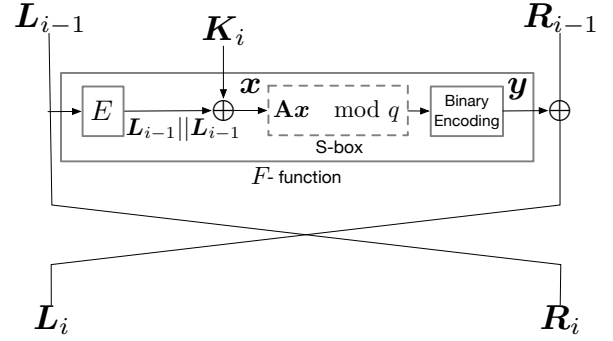 L_{i-1} R_{i-1}
K_i
E
L_{i-1}||L_{i-1}
x
Ax mod q
S-box
Binary
Encoding
y
F- function
L_i R_i